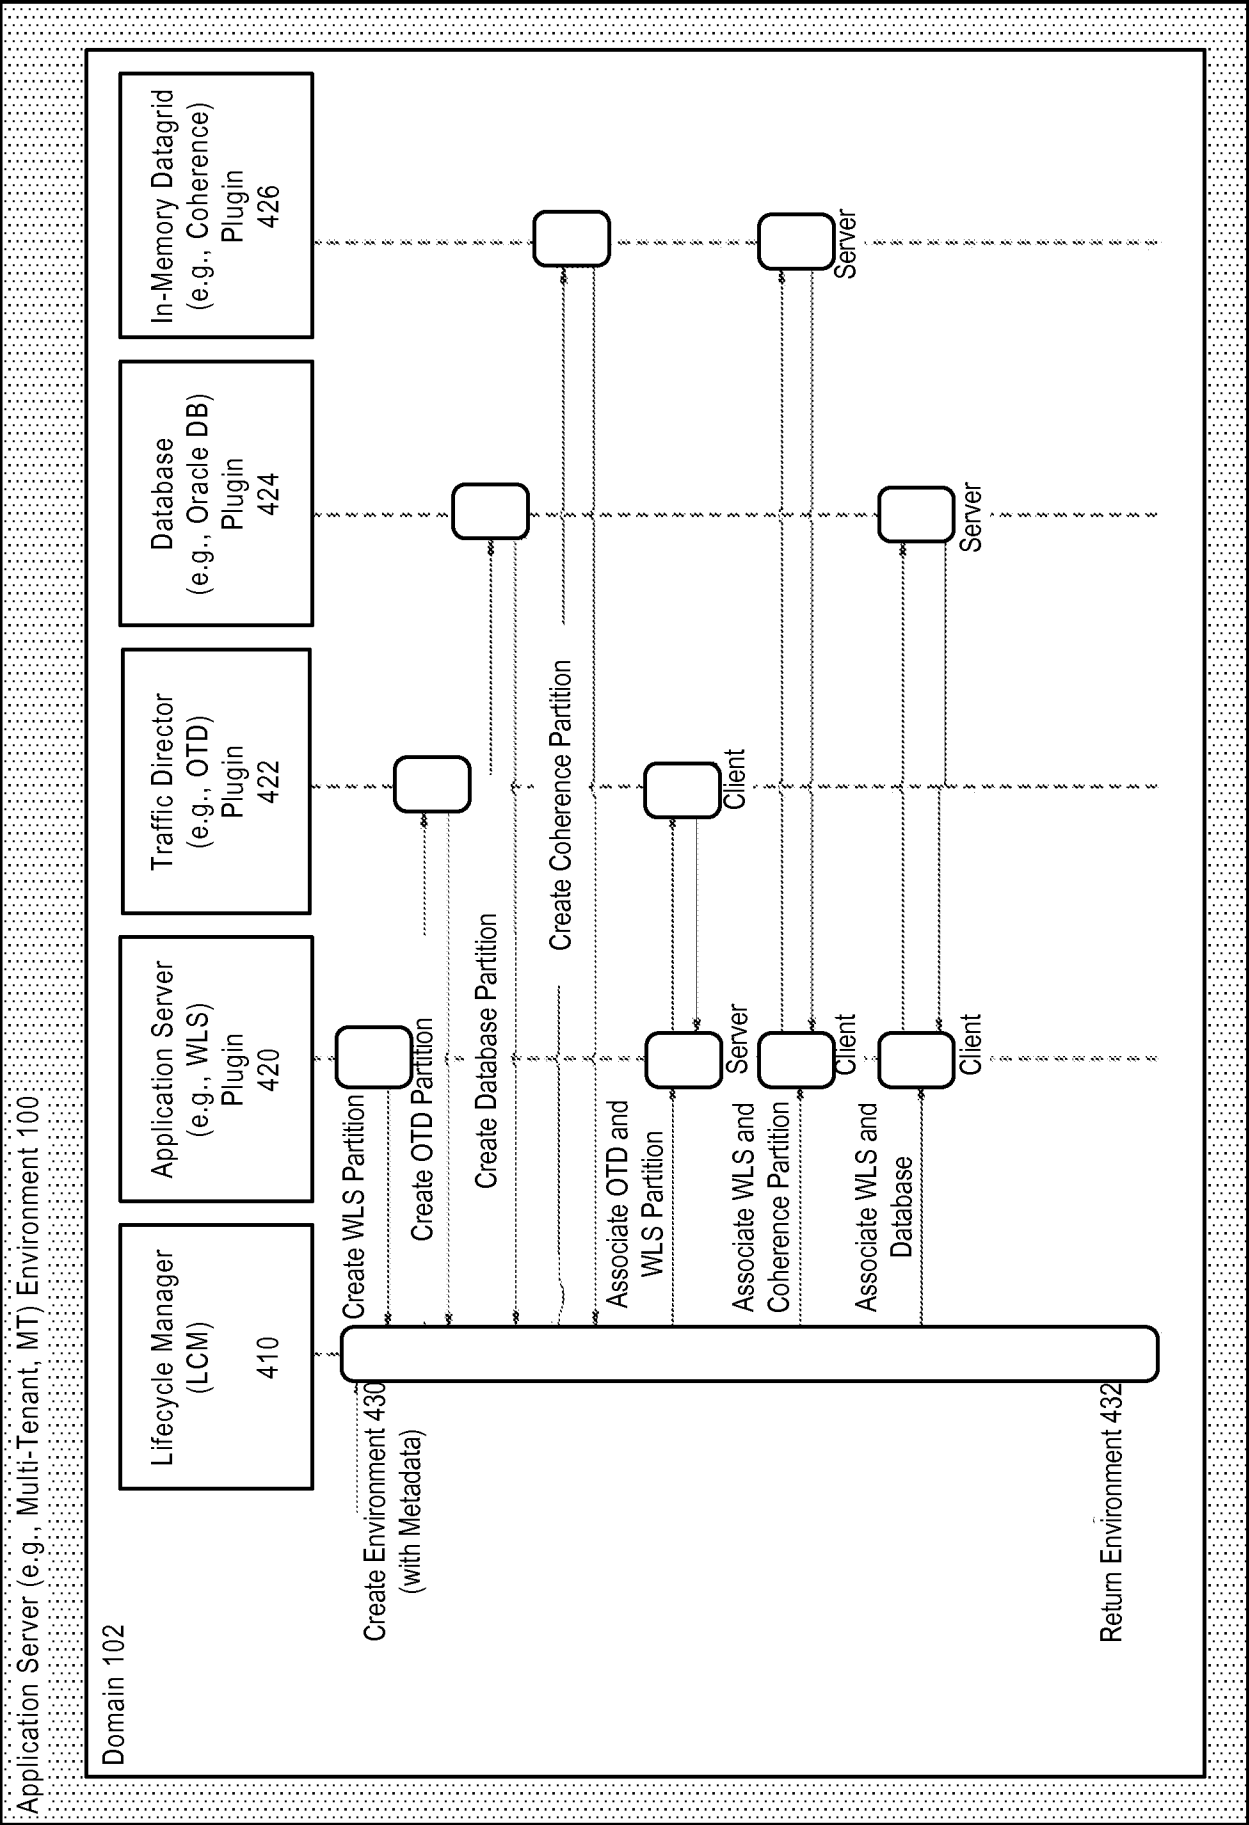 Application Server (e.g., Multi-Tenant, MT) Environment 100
Domain 102
Lifecycle Manager
(LCM)
410
Application Server
(e.g., WLS)
Plugin
420
Traffic Director
(e.g., OTD)
Plugin
422
Database
(e.g., Oracle DB)
Plugin
424
In-Memory Datagrid
(e.g., Coherence)
Plugin
426
Create Environment 430
(with Metadata)
Create WLS Partition
Create OTD Partition
Create Database Partition
Create Coherence Partition
Associate OTD and
WLS Partition
Server
Client
Associate WLS and
Coherence Partition
Client
Server
Associate WLS and
Database
Client
Server
Return Environment 432